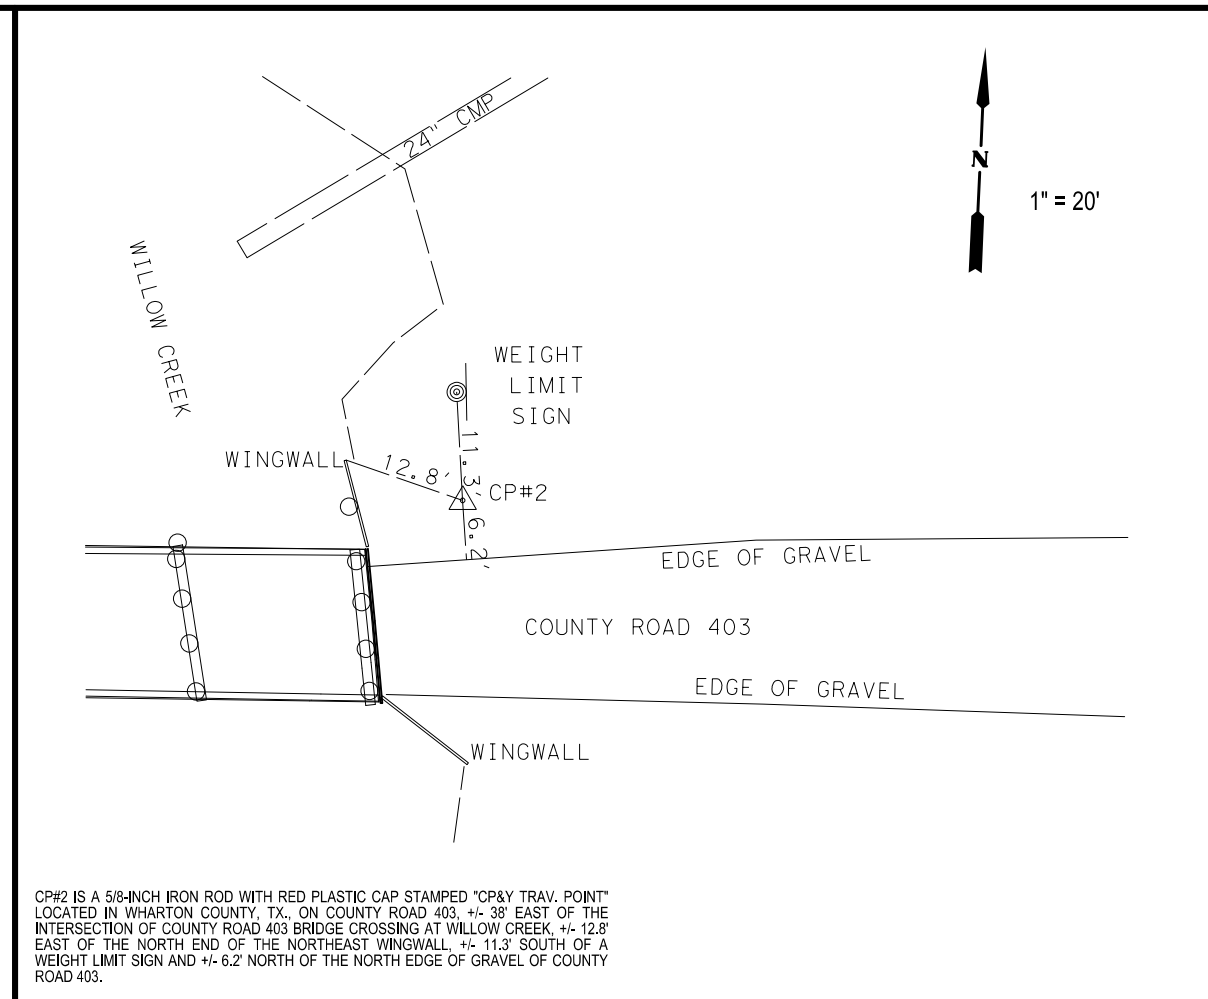 24" CMP
N
1" = 20'
WILLOW CREEK
WEIGHT
LIMIT
SIGN
11.3'
WINGWALL
12.8'
CP#2
6.2'
EDGE OF GRAVEL
COUNTY ROAD 403
EDGE OF GRAVEL
WINGWALL
CP#2 IS A 5/8-INCH IRON ROD WITH RED PLASTIC CAP STAMPED "CP&Y TRAV. POINT"
LOCATED IN WHARTON COUNTY, TX., ON COUNTY ROAD 403, +/- 38' EAST OF THE
INTERSECTION OF COUNTY ROAD 403 BRIDGE CROSSING AT WILLOW CREEK, +/- 12.8'
EAST OF THE NORTH END OF THE NORTHEAST WINGWALL, +/- 11.3' SOUTH OF A
WEIGHT LIMIT SIGN AND +/- 6.2' NORTH OF THE NORTH EDGE OF GRAVEL OF COUNTY
ROAD 403.